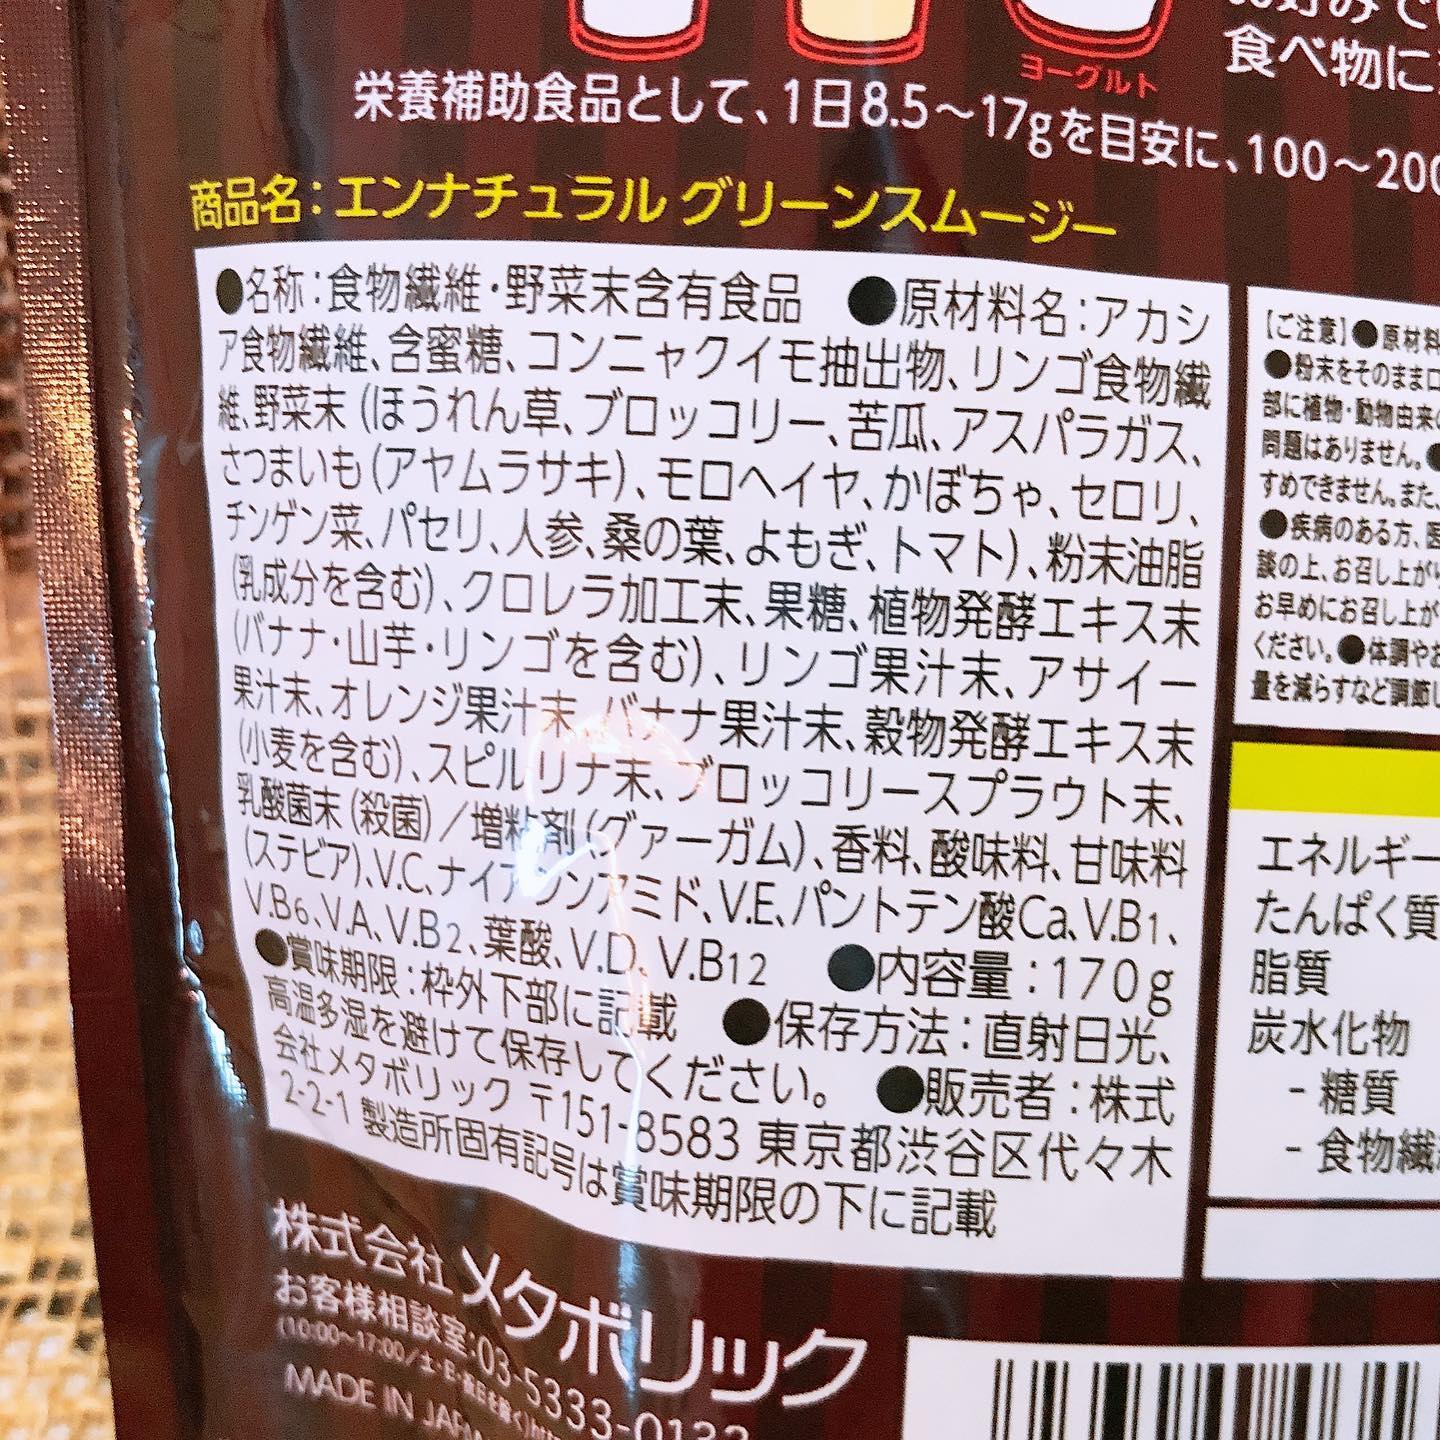 ヨーグルト
食べ物に
栄養補助食品として、1日8.5〜17gを目安に、100〜200
商品名：エンナチュラル グリーンスムージー
●名称：食物繊維・野菜末含有食品 ●原材料名：アカシ
ア食物繊維、含蜜糖、コンニャクイモ抽出物、リンゴ食物繊
維、野菜末（ほうれん草、ブロッコリー、苦瓜、アスパラガス、
さつまいも（アヤムラサキ）、モロヘイヤ、かぼちゃ、セロリ、
チンゲン菜、パセリ、人参、桑の葉、よもぎ、トマト）、粉末油脂
（乳成分を含む）、クロレラ加工末、果糖、植物発酵エキス末
（バナナ・山芋・リンゴを含む）、リンゴ果汁末、アサイー
果汁末、オレンジ果汁末、バナナ果汁末、穀物発酵エキス末
（小麦を含む）、スピルリナ末、ブロッコリースプラウト末、
乳酸菌末（殺菌）／増粘剤（グァーガム）、香料、酸味料、甘味料
（ステビア）、V.C、ナイアシンアミド、V.E、パントテン酸Ca、V.B1、
V.B6、V.A、V.B2、葉酸、V.D、V.B12 ●内容量：170g
●賞味期限：枠外下部に記載 ●保存方法：直射日光、
高温多湿を避けて保存してください。 ●販売者：株式
会社メタボリック 〒151-8583 東京都渋谷区代々木
2-2-1 製造所固有記号は賞味期限の下に記載
【ご注意】●原材料
●粉末をそのまま口
部に植物・動物由来の
問題はありません。●
すめできません。また、
●疾病のある方、医
談の上、お召し上がり
お早めにお召し上が
ください。●体調やお
量を減らすなど調節し
エネルギー
たんぱく質
脂質
炭水化物
- 糖質
- 食物繊
株式会社 メタボリック
お客様相談室：03-5333-0132
(10:00〜17:00/土・日・祝日を除く)
MADE IN JAPA